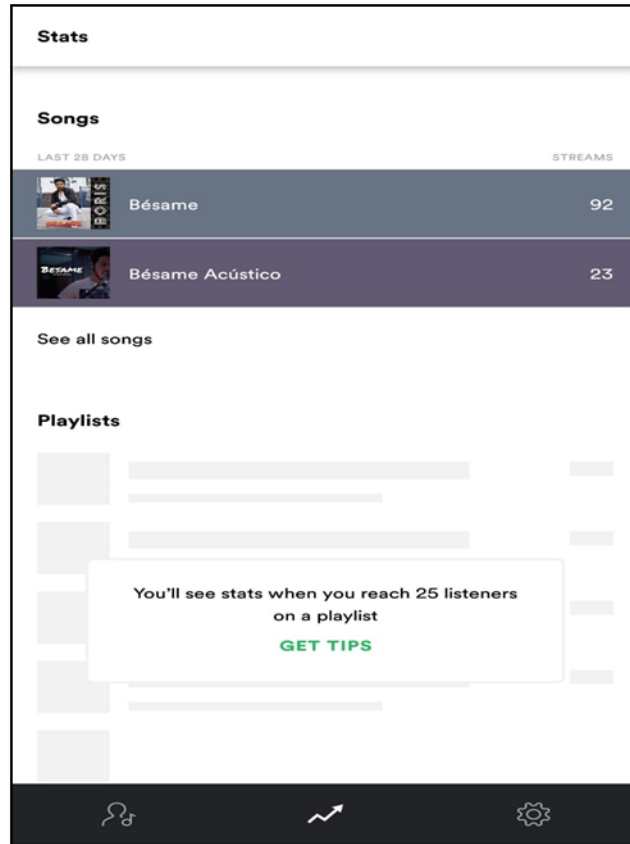 Stats
Songs
LAST 28 DAYS STREAMS
BORIS
BESAME
Bésame 92
BESAME
Bésame Acústico 23
See all songs
Playlists
You'll see stats when you reach 25 listeners
on a playlist
GET TIPS